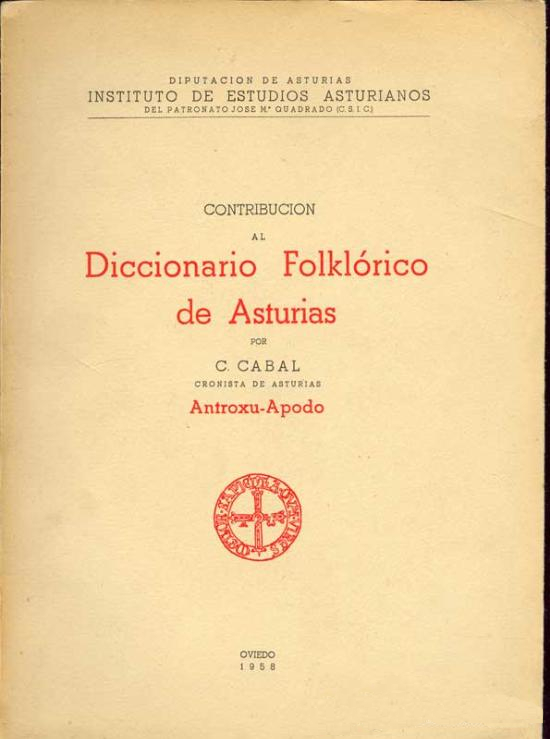 DIPUTACION DE ASTURIAS
INSTITUTO DE ESTUDIOS ASTURIANOS
DEL PATRONATO JOSE M.ª QUADRADO (C. S. I. C.)
CONTRIBUCION
AL
Diccionario Folklórico
de Asturias
POR
C. CABAL
CRONISTA DE ASTURIAS
Antroxu-Apodo
OVIEDO
1958